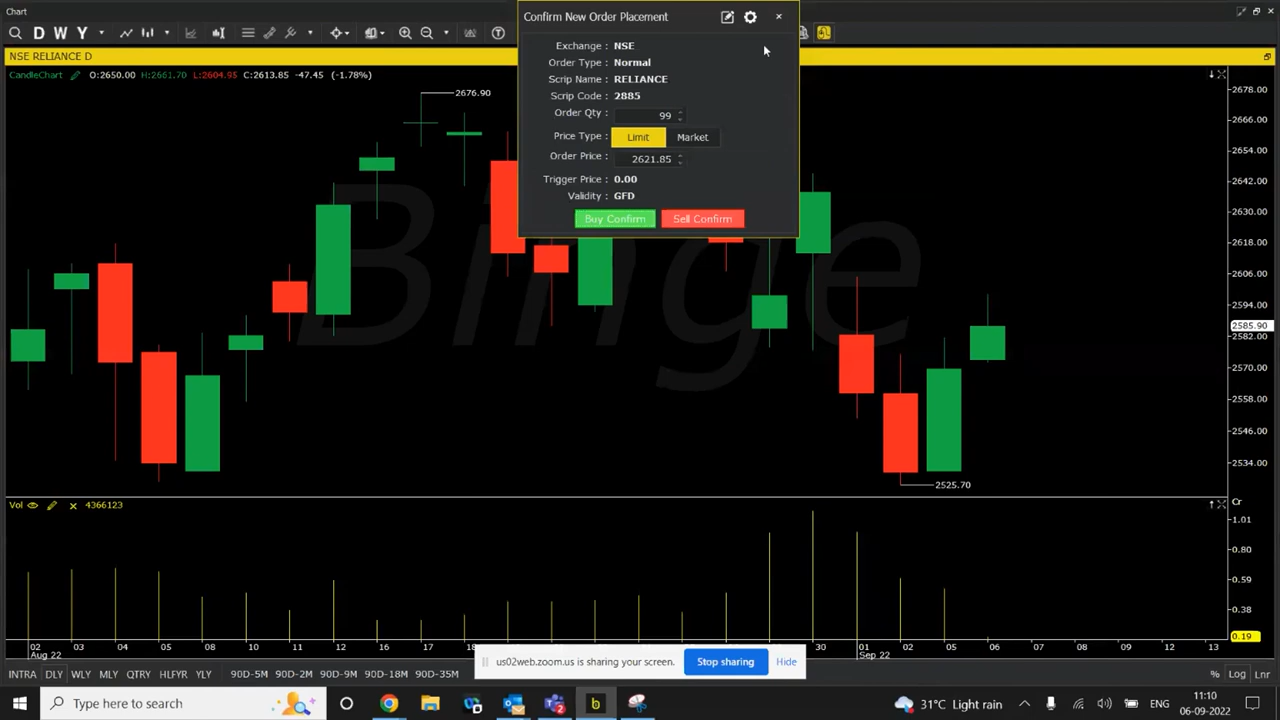 Chart
D W Y
NSE RELIANCE D
CandleChart O:2650.00 H:2661.70 L:2604.95 C:2613.85 -47.45 (-1.78%)
Confirm New Order Placement
Exchange : NSE
Order Type : Normal
Scrip Name : RELIANCE
Scrip Code : 2885
Order Qty : 99
Price Type : Limit Market
Order Price : 2621.85
Trigger Price : 0.00
Validity : GFD
Buy Confirm Sell Confirm
2676.90
Binge
2525.70
2678.00
2666.00
2654.00
2642.00
2630.00
2618.00
2606.00
2594.00
2585.90
2582.00
2570.00
2558.00
2546.00
2534.00
Vol 4366123
Cr
1.01
0.80
0.59
0.38
0.19
02 03 04 05 08 10 11 12 16 17 18 30 01 02 05 06 07 08 09 12 13
Aug 22 Sep 22
us02web.zoom.us is sharing your screen. Stop sharing Hide
INTRA DLY WLY MLY QTRY HLFYR YLY 90D-5M 90D-2M 90D-9M 90D-18M 90D-35M % Log Lnr
Type here to search
31°C Light rain
ENG
11:10
06-09-2022